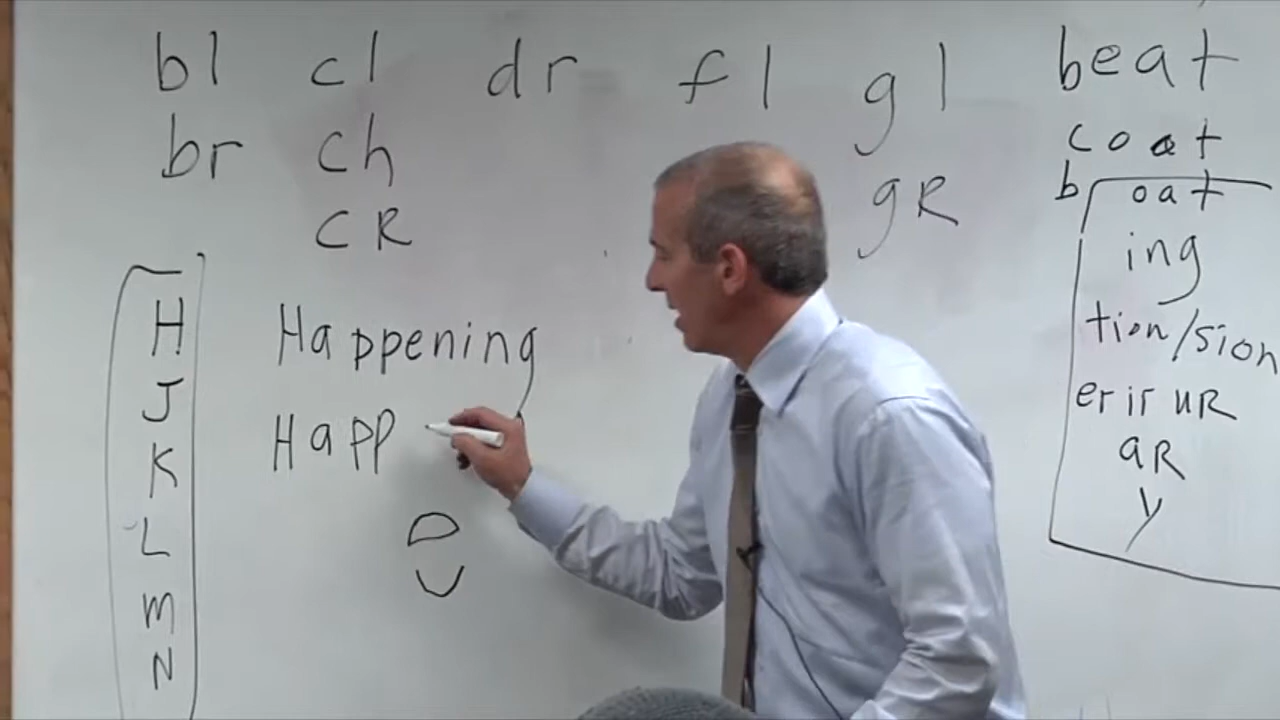 bl cl dr fl gl beat
br ch coat
cR gR b oat
ing
tion/sion
er ir uR
aR
y
H
J
K
L
m
N
Happening
Happ